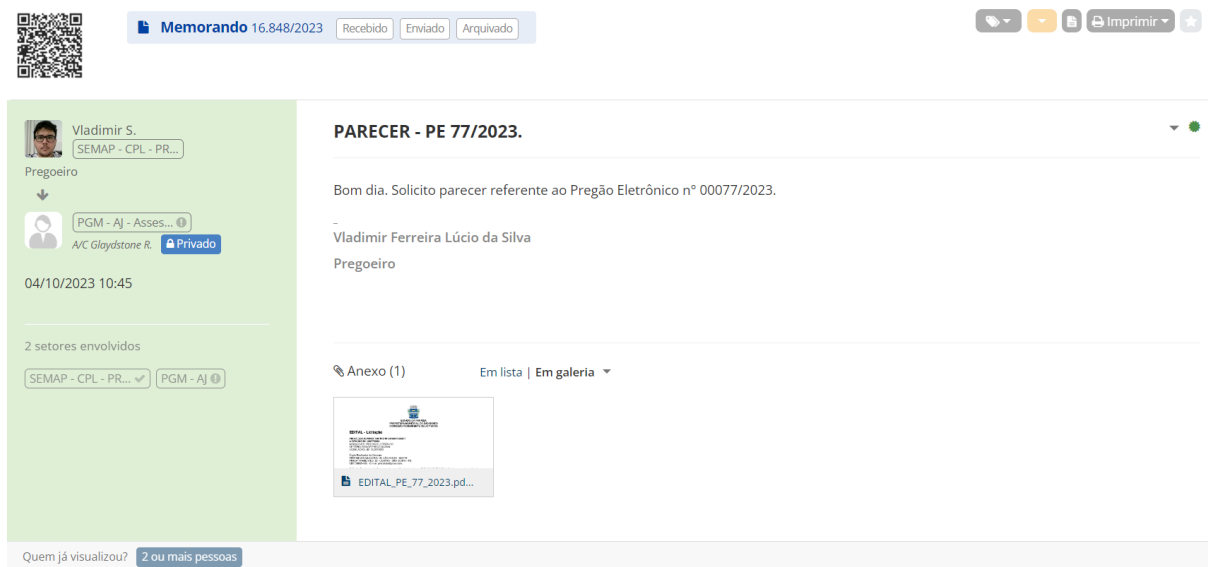 Memorando 16.848/2023 Recebido Enviado Arquivado
Imprimir
Vladimir S.
SEMAP - CPL - PR...
Pregoeiro
PGM - AJ - Asses...
A/C Glaydstone R. Privado
04/10/2023 10:45
2 setores envolvidos
SEMAP - CPL - PR... PGM - AJ
PARECER - PE 77/2023.
Bom dia. Solicito parecer referente ao Pregão Eletrônico nº 00077/2023.
_
Vladimir Ferreira Lúcio da Silva
Pregoeiro
Anexo (1) Em lista | Em galeria
EDITAL - Licitação
EDITAL_PE_77_2023.pd...
Quem já visualizou? 2 ou mais pessoas